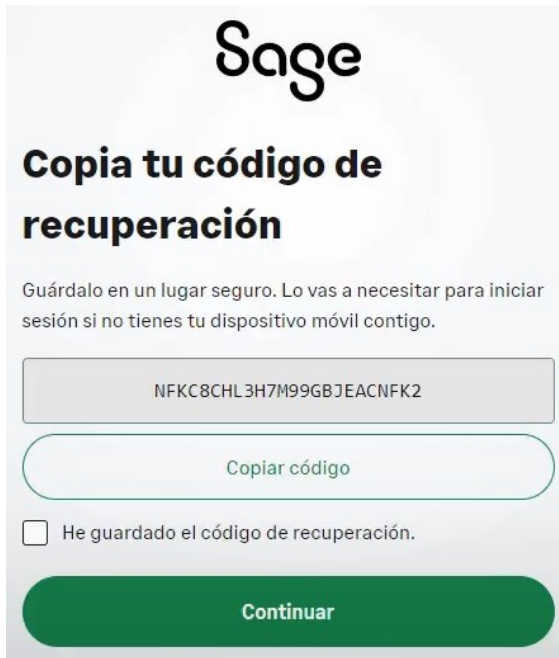 Sage
Copia tu código de
recuperación
Guárdalo en un lugar seguro. Lo vas a necesitar para iniciar
sesión si no tienes tu dispositivo móvil contigo.
NFKC8CHL3H7M99GBJEACNFK2
Copiar código
He guardado el código de recuperación.
Continuar